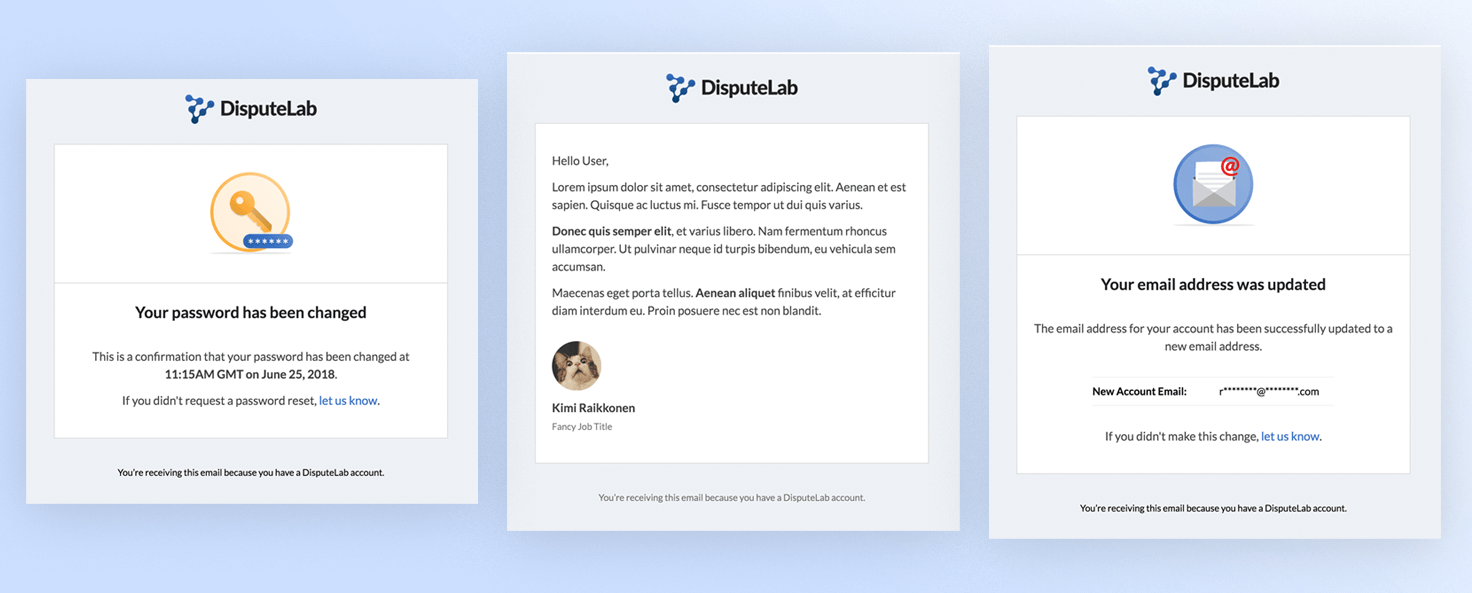 DisputeLab
******
Your password has been changed
This is a confirmation that your password has been changed at
11:15AM GMT on June 25, 2018.
If you didn't request a password reset, let us know.
You're receiving this email because you have a DisputeLab account.
DisputeLab
Hello User,
Lorem ipsum dolor sit amet, consectetur adipiscing elit. Aenean et est
sapien. Quisque ac luctus mi. Fusce tempor ut dui quis varius.
Donec quis semper elit, et varius libero. Nam fermentum rhoncus
ullamcorper. Ut pulvinar neque id turpis bibendum, eu vehicula sem
accumsan.
Maecenas eget porta tellus. Aenean aliquet finibus velit, at efficitur
diam interdum eu. Proin posuere nec est non blandit.
Kimi Raikkonen
Fancy Job Title
You're receiving this email because you have a DisputeLab account.
DisputeLab
@
Your email address was updated
The email address for your account has been successfully updated to a
new email address.
New Account Email: r********@********.com
If you didn't make this change, let us know.
You're receiving this email because you have a DisputeLab account.